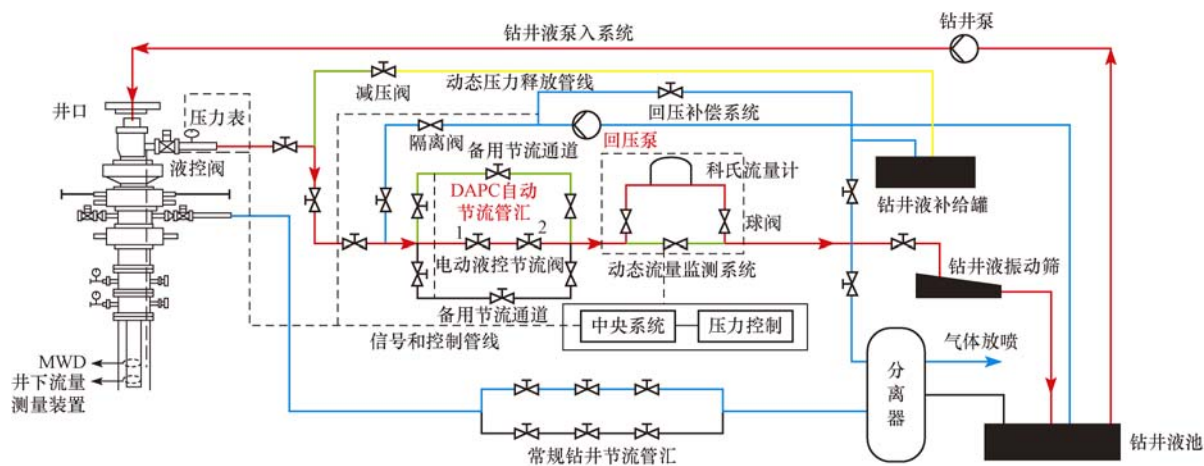 钻井液泵入系统
钻井泵
减压阀
动态压力释放管线
井口
压力表
回压补偿系统
隔离阀
回压泵
液控阀
备用节流通道
科氏流量计
DAPC自动
节流管汇
钻井液补给罐
1
2
球阀
电动液控节流阀
动态流量监测系统
钻井液振动筛
备用节流通道
中央系统
压力控制
信号和控制管线
气体放喷
MWD
井下流量
测量装置
分
离
器
常规钻井节流管汇
钻井液池